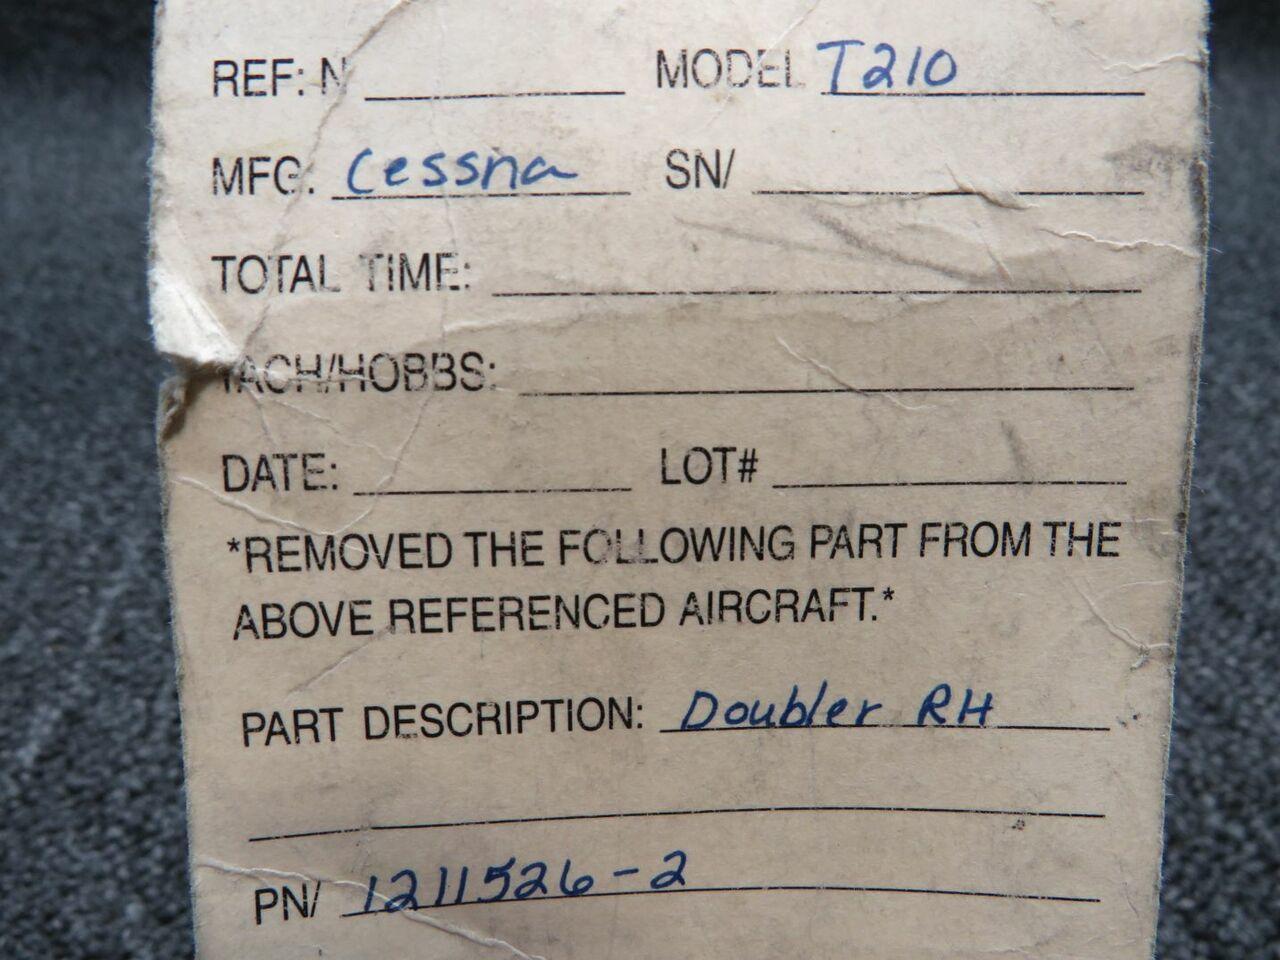 REF: N MODEL T210
MFG. Cessna SN/
TOTAL TIME:
TACH/HOBBS:
DATE: LOT#
*REMOVED THE FOLLOWING PART FROM THE
ABOVE REFERENCED AIRCRAFT.*
PART DESCRIPTION: Doubler RH
PN/ 1211526-2